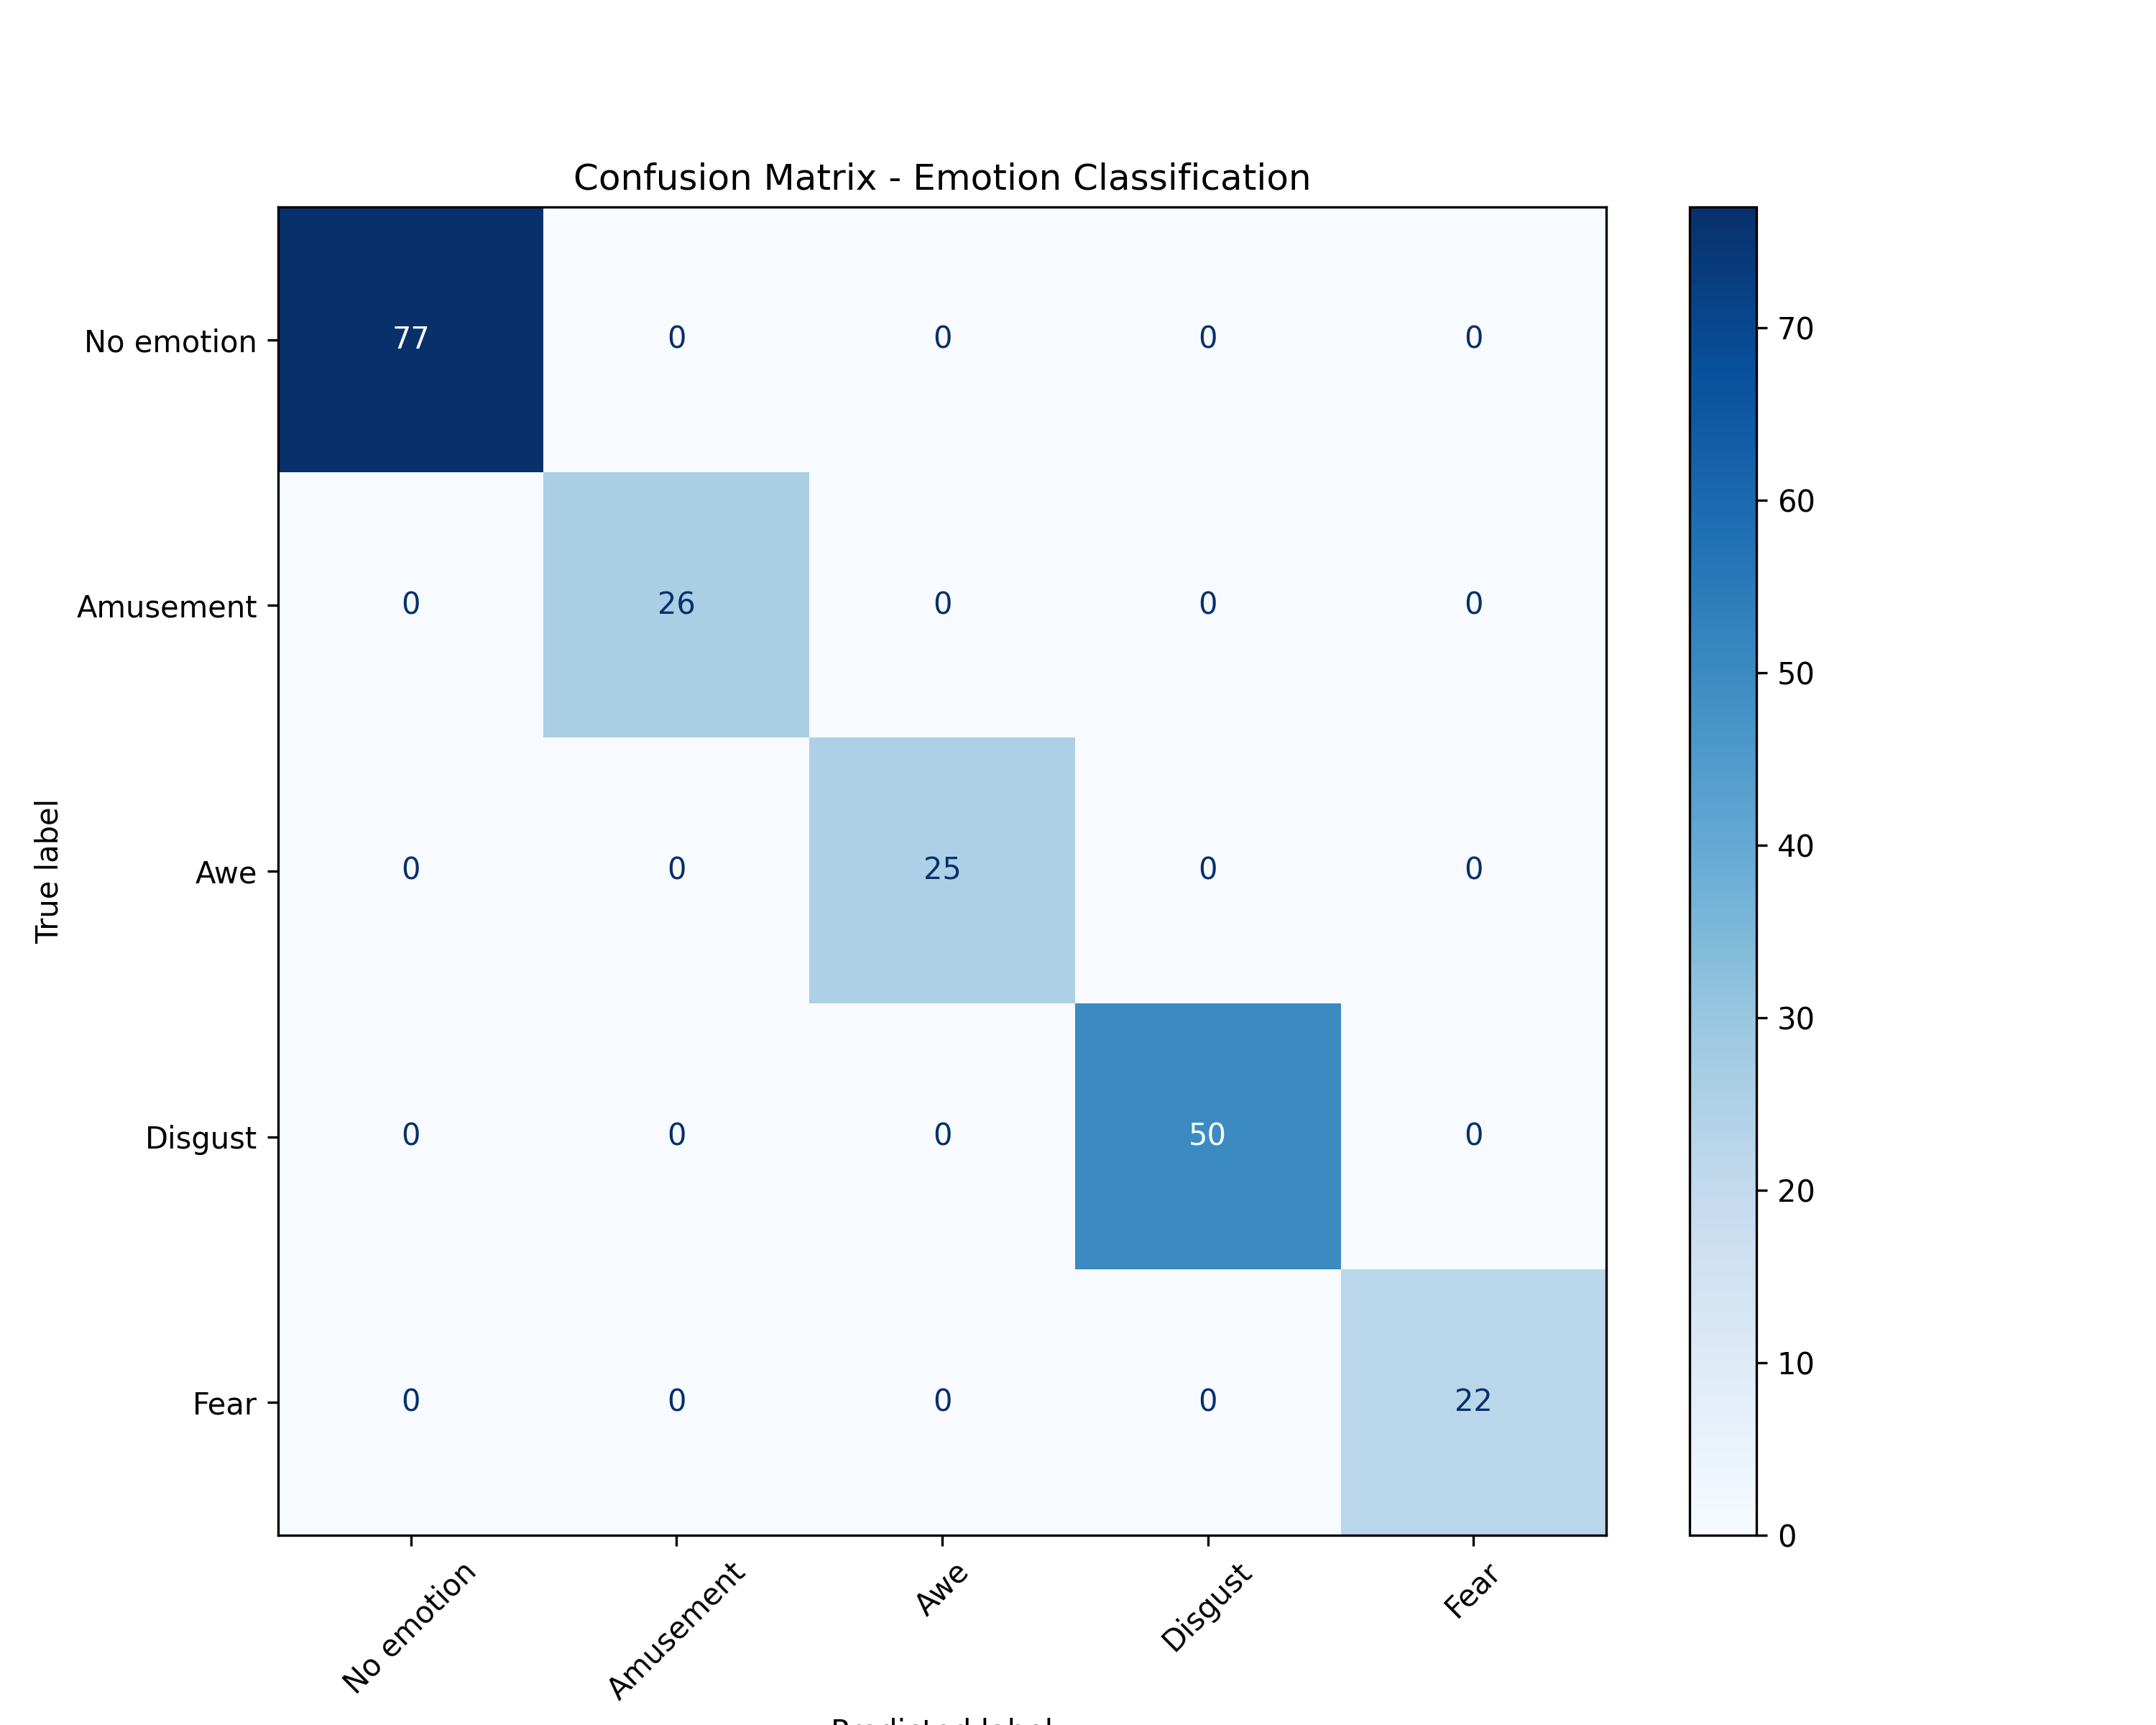 Confusion Matrix - Emotion Classification
No emotion 77 0 0 0 0
Amusement 0 26 0 0 0
Awe 0 0 25 0 0
Disgust 0 0 0 50 0
Fear 0 0 0 0 22
True label
No emotion Amusement Awe Disgust Fear
Predicted label
70
60
50
40
30
20
10
0